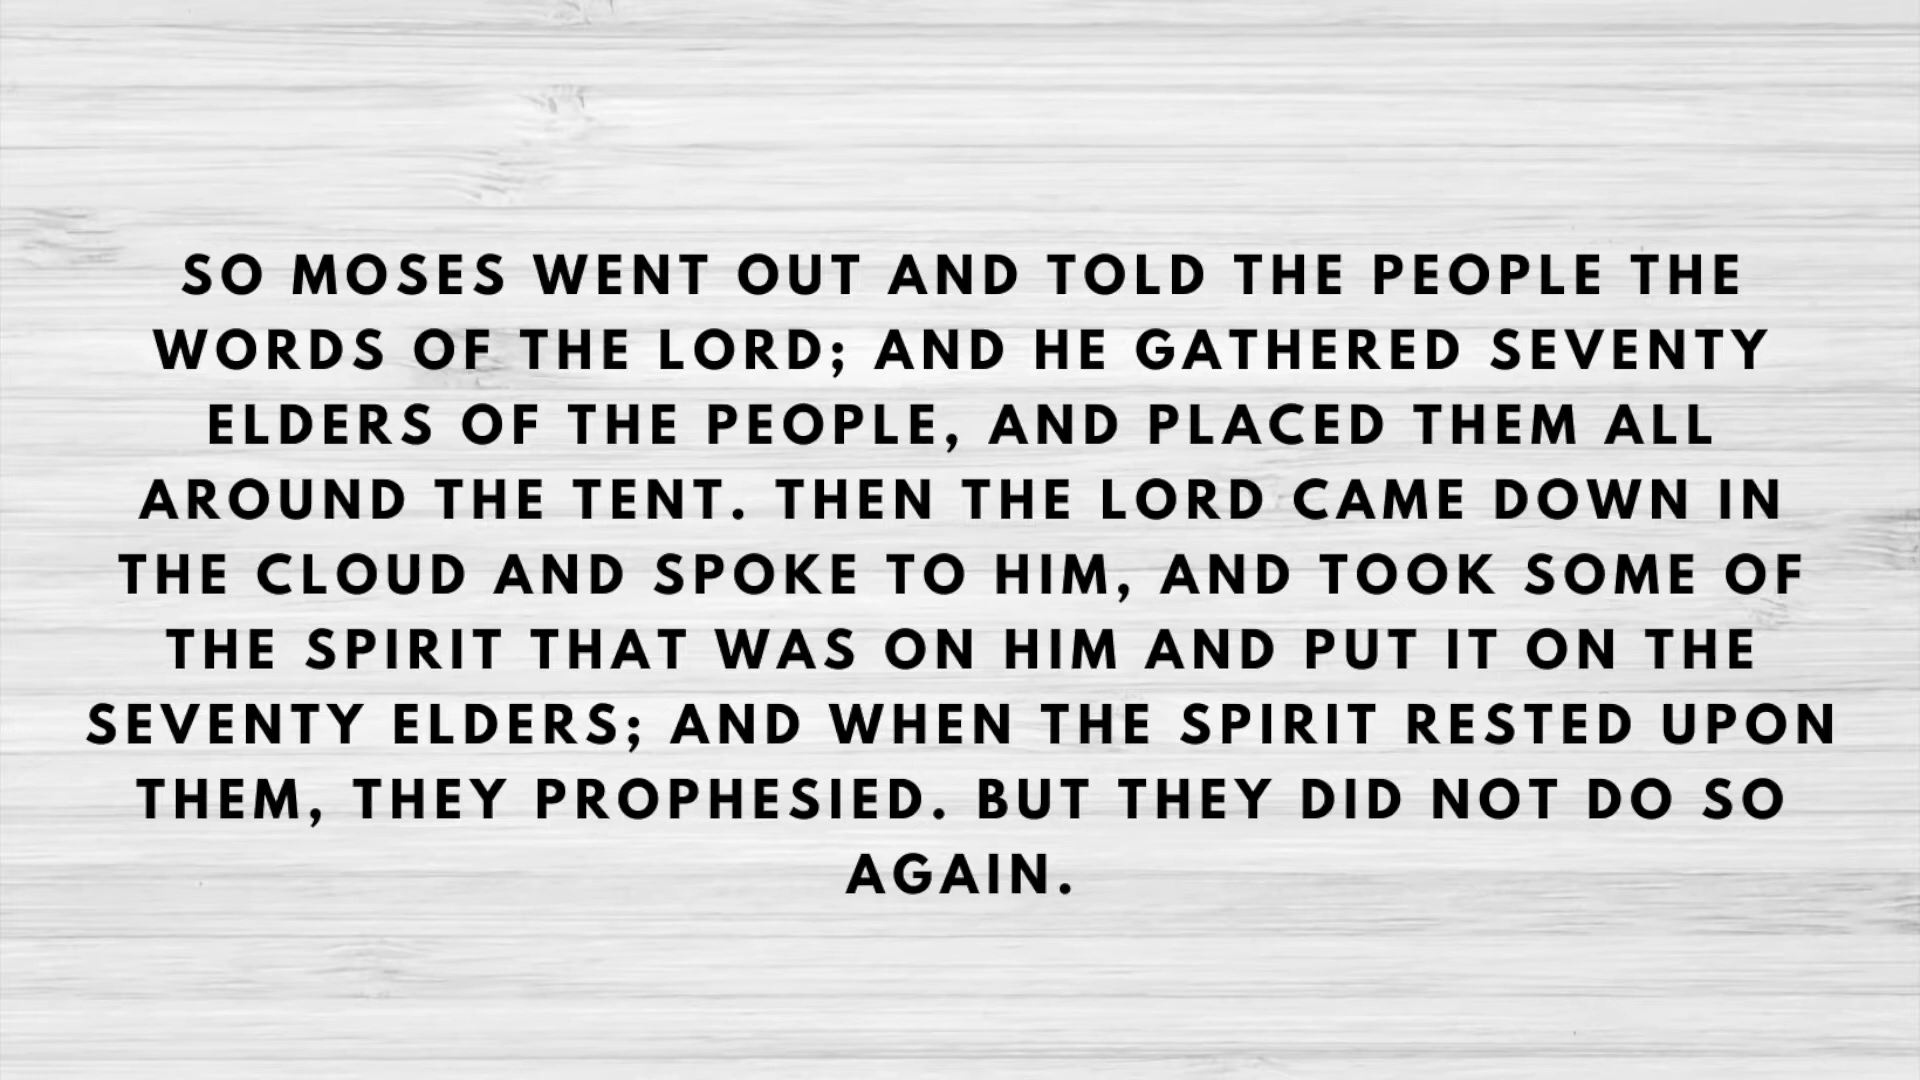 SO MOSES WENT OUT AND TOLD THE PEOPLE THE
WORDS OF THE LORD; AND HE GATHERED SEVENTY
ELDERS OF THE PEOPLE, AND PLACED THEM ALL
AROUND THE TENT. THEN THE LORD CAME DOWN IN
THE CLOUD AND SPOKE TO HIM, AND TOOK SOME OF
THE SPIRIT THAT WAS ON HIM AND PUT IT ON THE
SEVENTY ELDERS; AND WHEN THE SPIRIT RESTED UPON
THEM, THEY PROPHESIED. BUT THEY DID NOT DO SO
AGAIN.